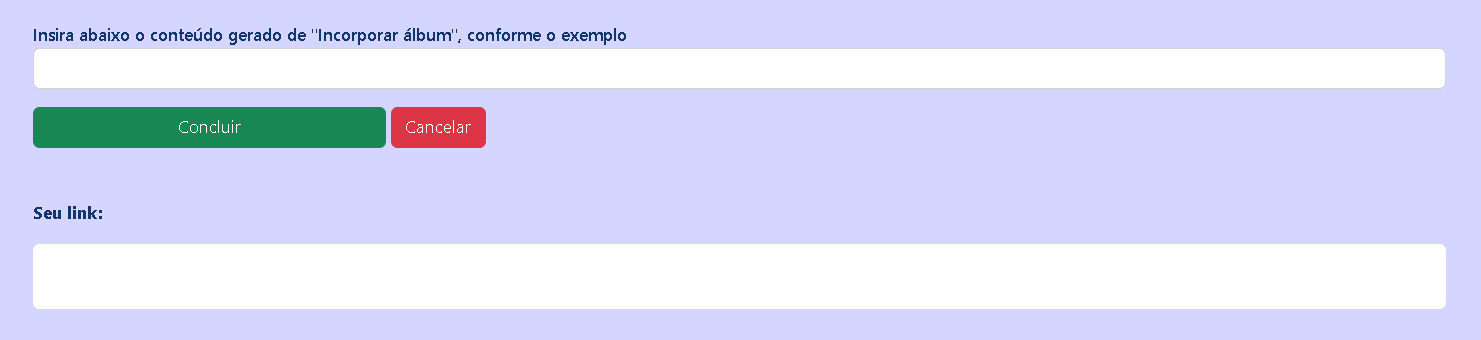 Insira abaixo o conteúdo gerado de "Incorporar álbum", conforme o exemplo
Concluir Cancelar
Seu link: